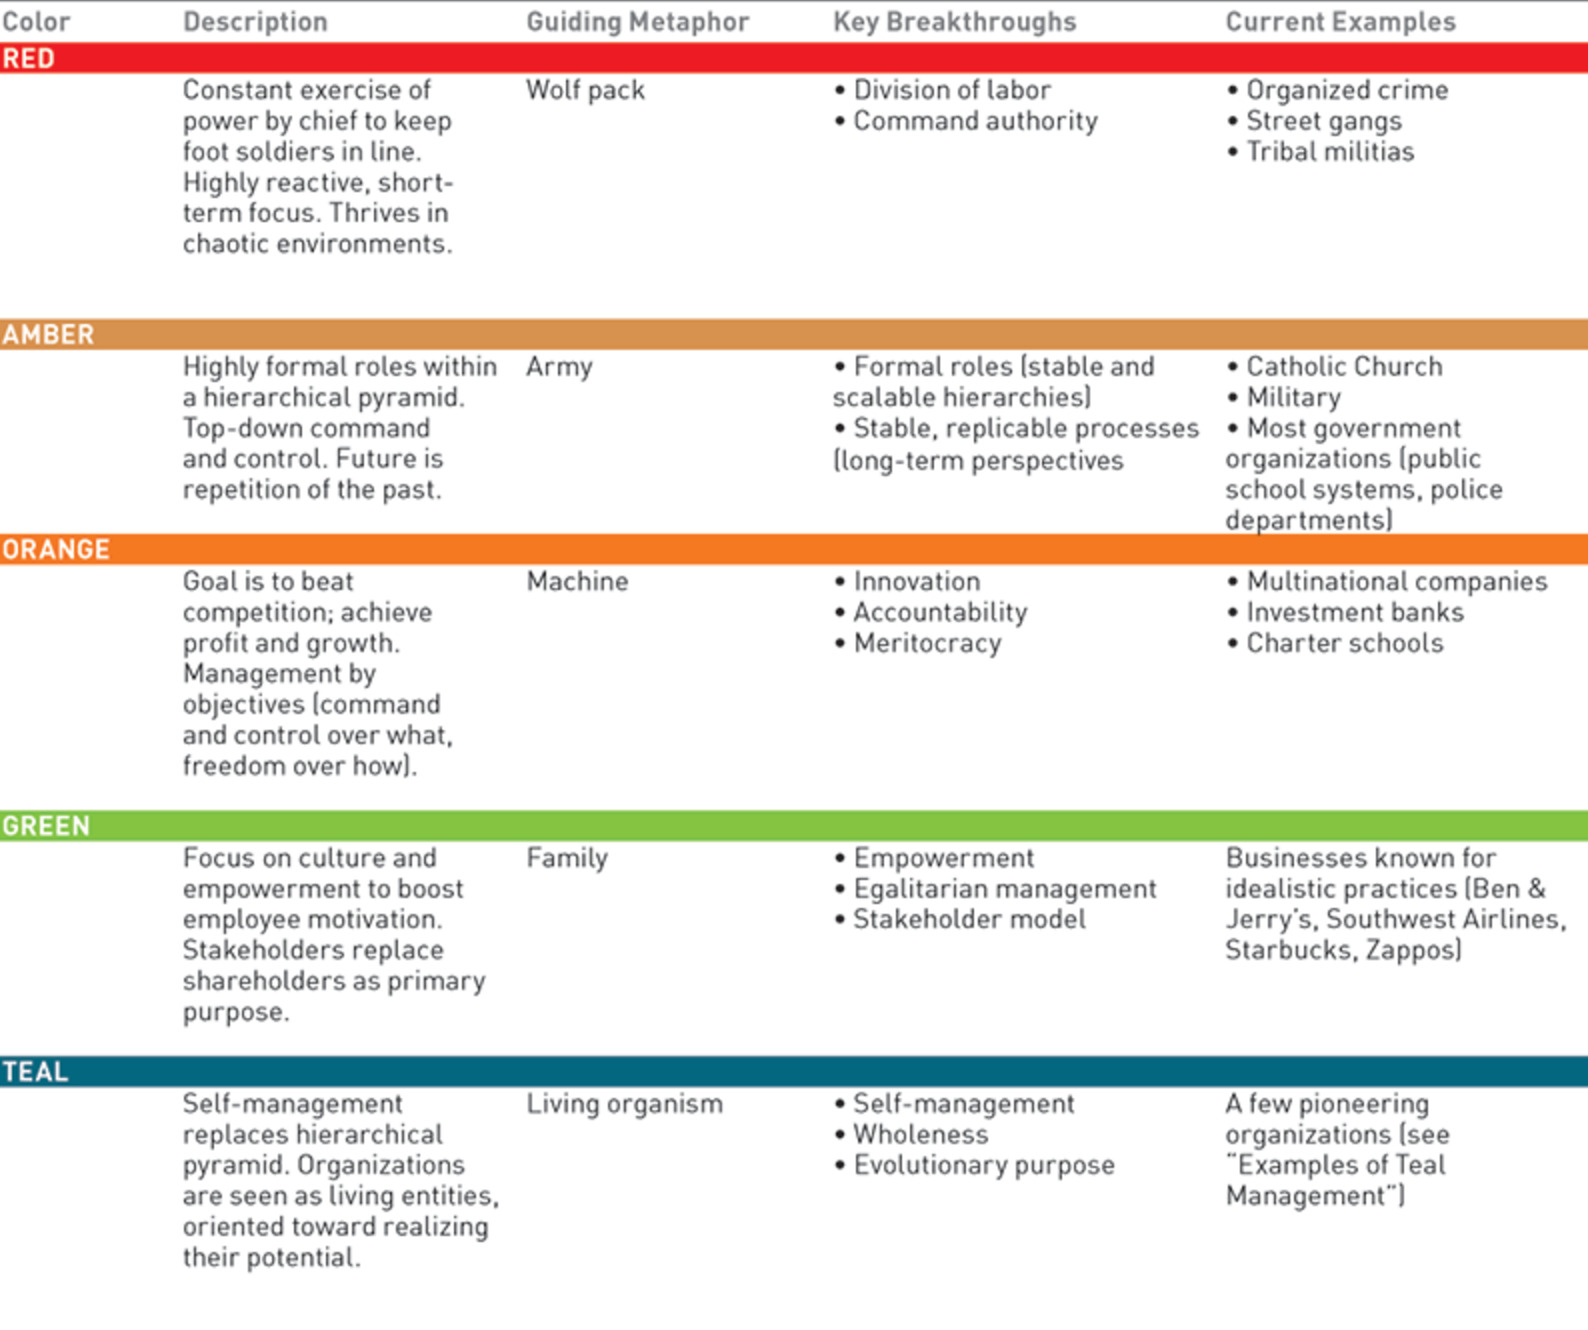 Color Description Guiding Metaphor Key Breakthroughs Current Examples
RED
Constant exercise of Wolf pack • Division of labor • Organized crime
power by chief to keep • Command authority • Street gangs
foot soldiers in line. • Tribal militias
Highly reactive, short-
term focus. Thrives in
chaotic environments.
AMBER
Highly formal roles within Army • Formal roles (stable and • Catholic Church
a hierarchical pyramid. scalable hierarchies) • Military
Top-down command • Stable, replicable processes • Most government
and control. Future is (long-term perspectives organizations (public
repetition of the past. school systems, police
departments)
ORANGE
Goal is to beat Machine • Innovation • Multinational companies
competition; achieve • Accountability • Investment banks
profit and growth. • Meritocracy • Charter schools
Management by
objectives (command
and control over what,
freedom over how).
GREEN
Focus on culture and Family • Empowerment Businesses known for
empowerment to boost • Egalitarian management idealistic practices (Ben &
employee motivation. • Stakeholder model Jerry's, Southwest Airlines,
Stakeholders replace Starbucks, Zappos)
shareholders as primary
purpose.
TEAL
Self-management Living organism • Self-management A few pioneering
replaces hierarchical • Wholeness organizations (see
pyramid. Organizations • Evolutionary purpose "Examples of Teal
are seen as living entities, Management")
oriented toward realizing
their potential.